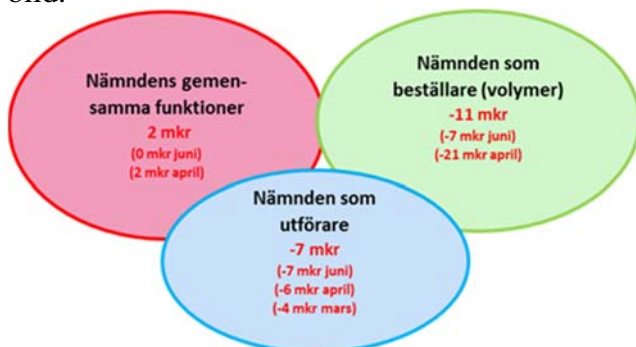 bild.
Nämndens gemen-
samma funktioner
2 mkr
(0 mkr juni)
(2 mkr april)
Nämnden som
beställare (volymer)
-11 mkr
(-7 mkr juni)
(-21 mkr april)
Nämnden som
utförare
-7 mkr
(-7 mkr juni)
(-6 mkr april)
(-4 mkr mars)